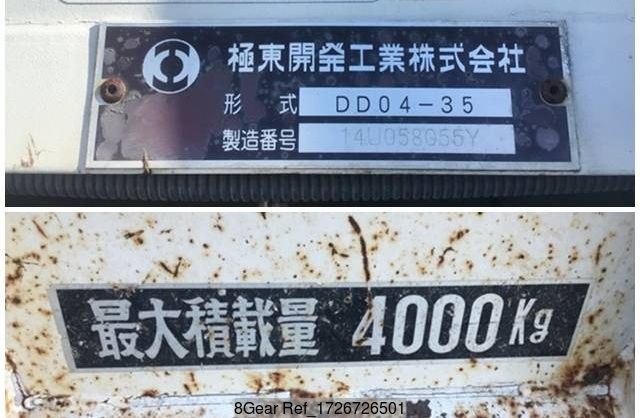 極東開発工業株式会社
形式 DD04-35
製造番号
最大積載量 4000Kg
8Gear Ref_1726726501